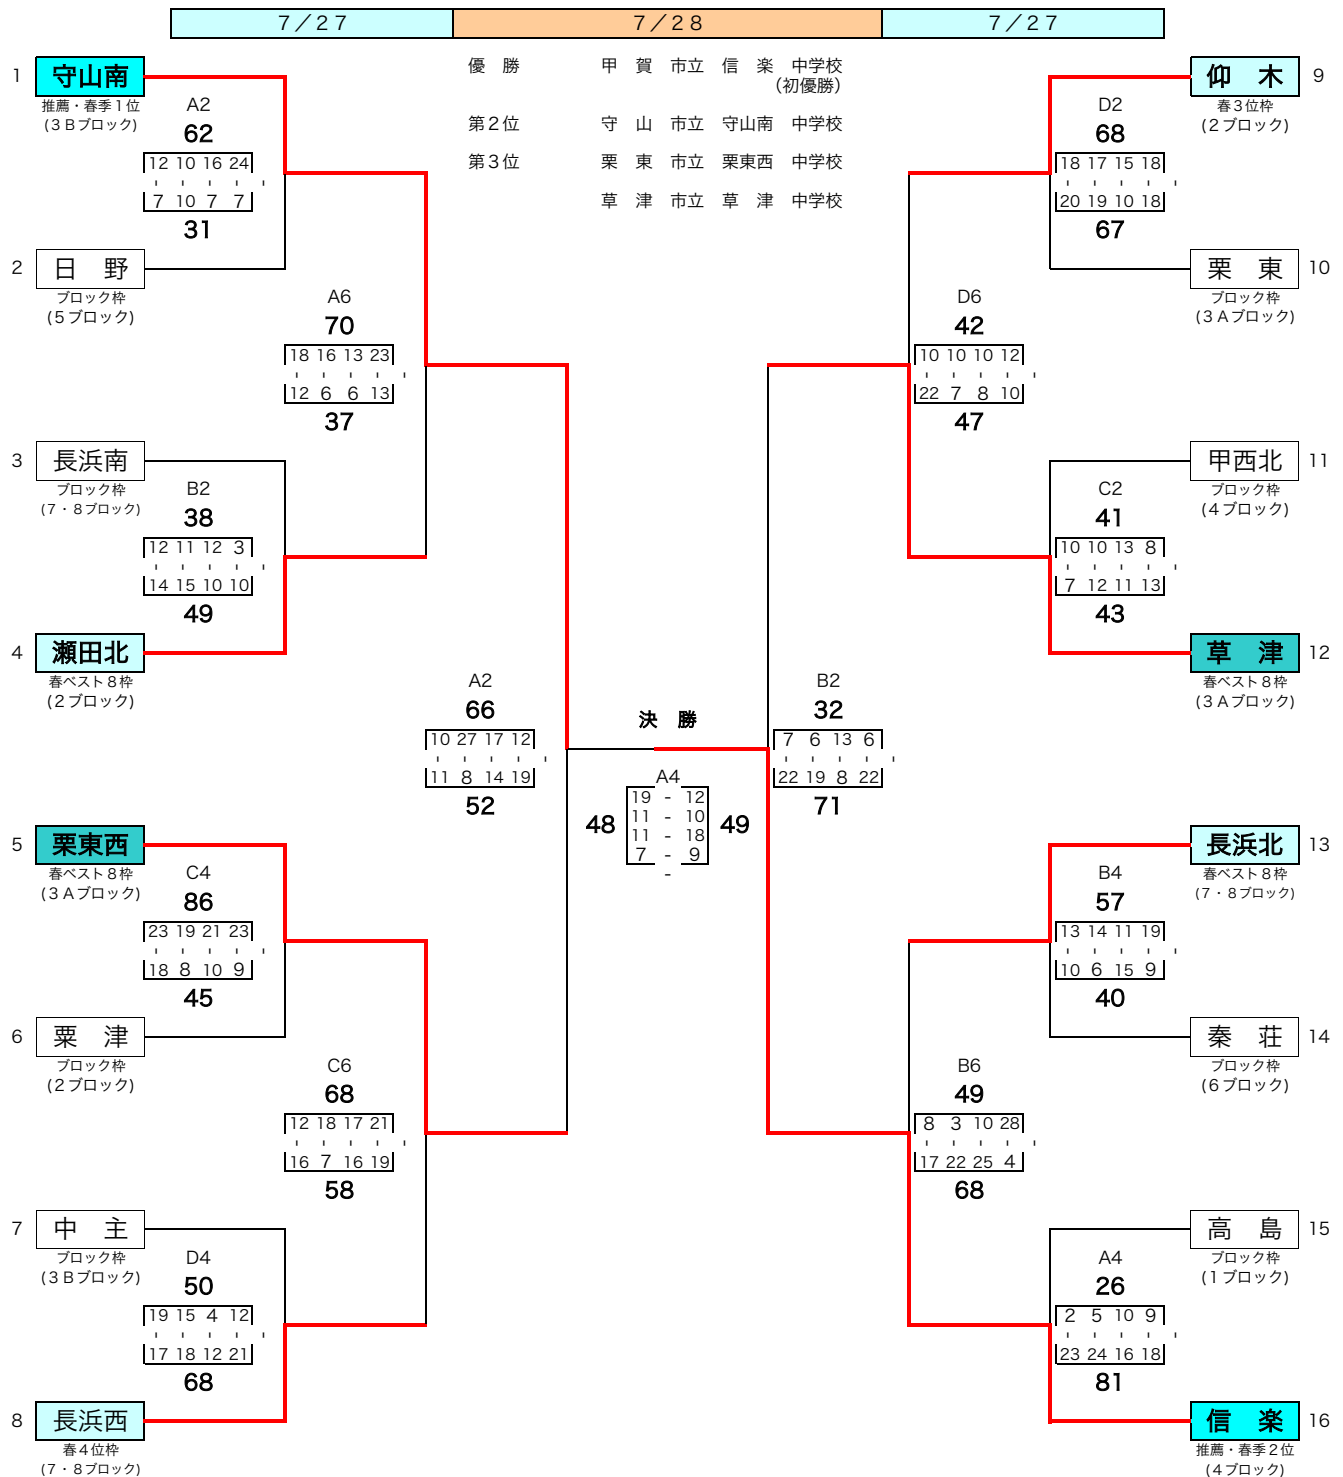 ７／２７
７／２８
７／２７
優　勝　甲　賀　市立　信　楽　中学校
（初優勝）
第２位　守　山　市立　守山南　中学校
第３位　栗　東　市立　栗東西　中学校
草　津　市立　草　津　中学校
1 守山南
推薦・春季１位
(３Ｂブロック)
A2
62
12 10 16 24
- - - - -
7 10 7 7
31
2 日　野
ブロック枠
(５ブロック)
A6
70
18 16 13 23
- - - - -
12 6 6 13
37
3 長浜南
ブロック枠
(７・８ブロック)
B2
38
12 11 12 3
- - - - -
14 15 10 10
49
4 瀬田北
春ベスト８枠
(２ブロック)
A2
66
10 27 17 12
- - - - -
11 8 14 19
52
5 栗東西
春ベスト８枠
(３Ａブロック)
C4
86
23 19 21 23
- - - - -
18 8 10 9
45
6 粟　津
ブロック枠
(２ブロック)
C6
68
12 18 17 21
- - - - -
16 7 16 19
58
7 中　主
ブロック枠
(３Ｂブロック)
D4
50
19 15 4 12
- - - - -
17 18 12 21
68
8 長浜西
春４位枠
(７・８ブロック)
決　勝
A4
19 - 12
11 - 10
48 49
11 - 18
7 - 9
-
仰　木 9
春３位枠
(２ブロック)
D2
68
18 17 15 18
- - - - -
20 19 10 18
67
栗　東 10
ブロック枠
(３Ａブロック)
D6
42
10 10 10 12
- - - - -
22 7 8 10
47
甲西北 11
ブロック枠
(４ブロック)
C2
41
10 10 13 8
- - - - -
7 12 11 13
43
草　津 12
春ベスト８枠
(３Ａブロック)
B2
32
7 6 13 6
- - - - -
22 19 8 22
71
長浜北 13
春ベスト８枠
(７・８ブロック)
B4
57
13 14 11 19
- - - - -
10 6 15 9
40
秦　荘 14
ブロック枠
(６ブロック)
B6
49
8 3 10 28
- - - - -
17 22 25 4
68
高　島 15
ブロック枠
(１ブロック)
A4
26
2 5 10 9
- - - - -
23 24 16 18
81
信　楽 16
推薦・春季２位
(４ブロック)